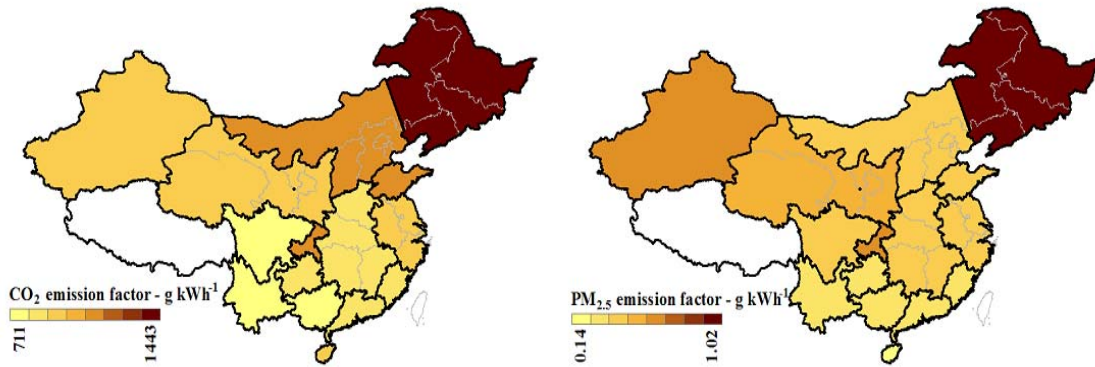 CO₂ emission factor - g kWh⁻¹
711
1443
PM₂.₅ emission factor - g kWh⁻¹
0.14
1.02